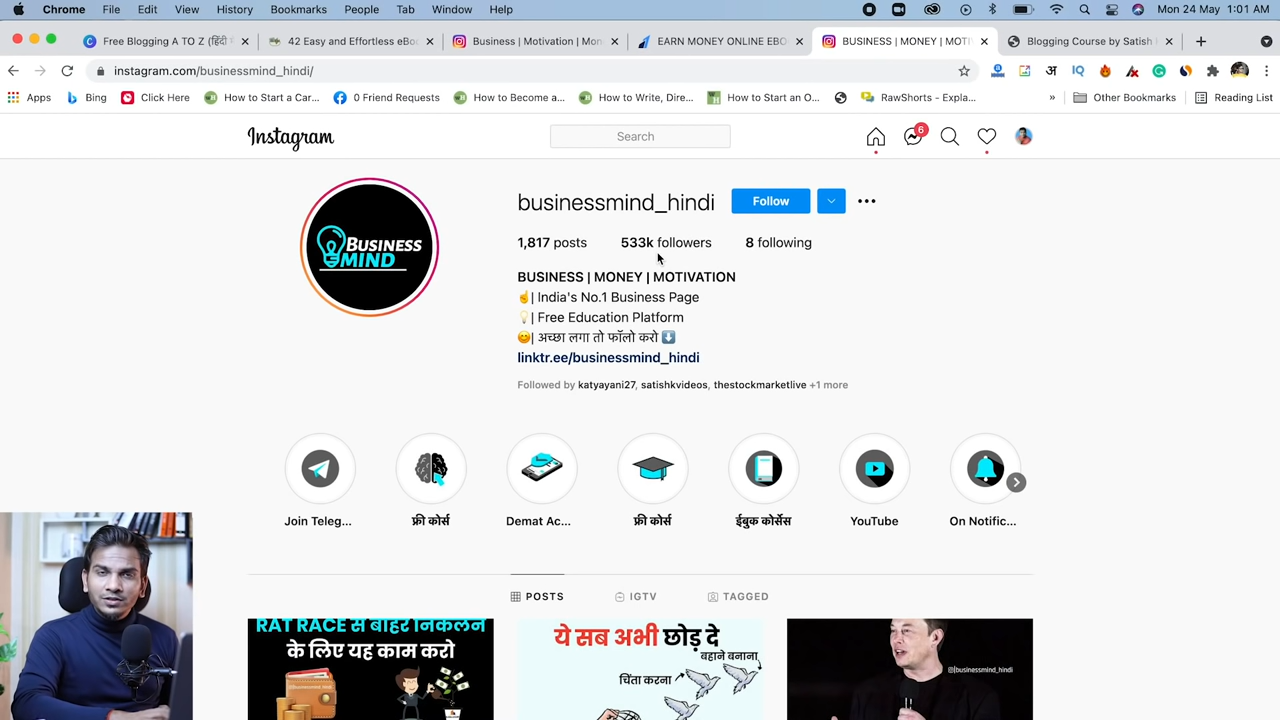 Chrome File Edit View History Bookmarks People Tab Window Help Mon 24 May 1:01 AM
Free Blogging A TO Z (हिंदी 42 Easy and Effortless eBo Business | Motivation | Mon EARN MONEY ONLINE EBO BUSINESS | MONEY | MOTI Blogging Course by Satish
instagram.com/businessmind_hindi/
Apps Bing Click Here How to Start a Car... 0 Friend Requests How to Become a... How to Write, Dire... How to Start an O... RawShorts - Expla... » Other Bookmarks Reading List
Instagram Search 6
businessmind_hindi Follow
1,817 posts 533k followers 8 following
BUSINESS MIND
BUSINESS | MONEY | MOTIVATION
☝️| India's No.1 Business Page
💡| Free Education Platform
😊| अच्छा लगा तो फॉलो करो ⬇️
linktr.ee/businessmind_hindi
Followed by katyayani27, satishkvideos, thestockmarketlive +1 more
Join Teleg... फ्री कोर्स Demat Ac... फ्री कोर्स ईबुक कोर्सेस YouTube On Notific...
POSTS IGTV TAGGED
RAT RACE से बाहर निकलने
के लिए यह काम करो
ये सब अभी छोड़ दे
बहाने बनाना
चिंता करना
@|businessmind_hindi